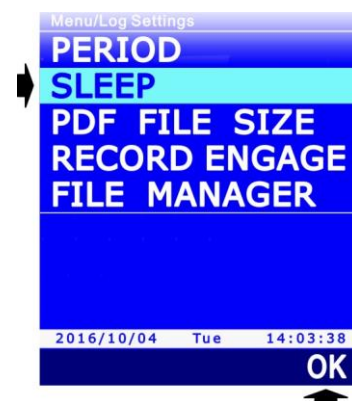 Menu/Log Settings
PERIOD
SLEEP
PDF FILE SIZE
RECORD ENGAGE
FILE MANAGER
2016/10/04 Tue 14:03:38
OK